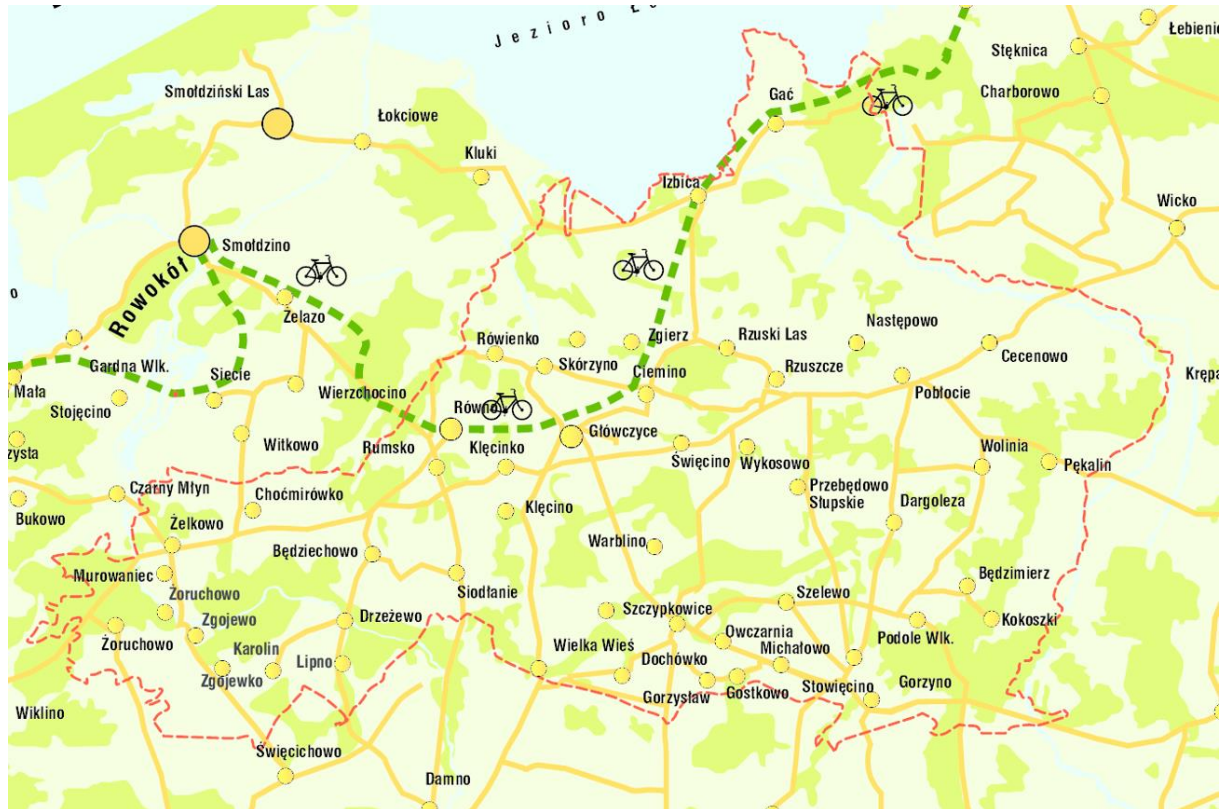 Jezioro Łe
Stęknica
Łebienie
Smołdziński Las
Łokciowe
Gać
Charborowo
Kluki
Izbica
Wicko
Smołdzino
Rowokół
o
Żelazo
Rówienko
Zgierz
Rzuski Las
Następowo
Gardna Wlk.
Siecie
Skórzyno
Clemino
Rzuszcze
Cecenowo
Krępa
Mała
Stojęcino
Wierzchocino
Równo
Pobłocie
zysta
Witkowo
Rumsko
Klęcinko
Główczyce
Święcino
Wykosowo
Wolinia
Pękalin
Czarny Młyn
Choćmirówko
Przebędowo
Słupskie
Dargoleza
Bukowo
Żelkowo
Klęcino
Będziechowo
Warblino
Murowaniec
Żoruchowo
Siodłanie
Szelewo
Będzimierz
Zgojewo
Drzeżewo
Szczypkowice
Kokoszki
Żoruchowo
Karolin
Lipno
Wielka Wieś
Owczarnia
Podole Wlk.
Zgojewko
Dochówko
Michałowo
Gorzysław
Gostkowo
Stowięcino
Gorzyno
Wiklino
Święcichowo
Damno